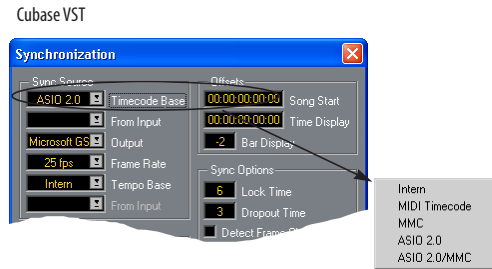 Cubase VST
Synchronization
Sync Source
ASIO 2.0 Timecode Base
From Input
Microsoft GS Output
25 fps Frame Rate
Intern Tempo Base
From Input
Offsets
00:00:00:00:00 Song Start
00:00:00:00:00 Time Display
-2 Bar Display
Sync Options
6 Lock Time
3 Dropout Time
Detect Frame
Intern
MIDI Timecode
MMC
ASIO 2.0
ASIO 2.0/MMC